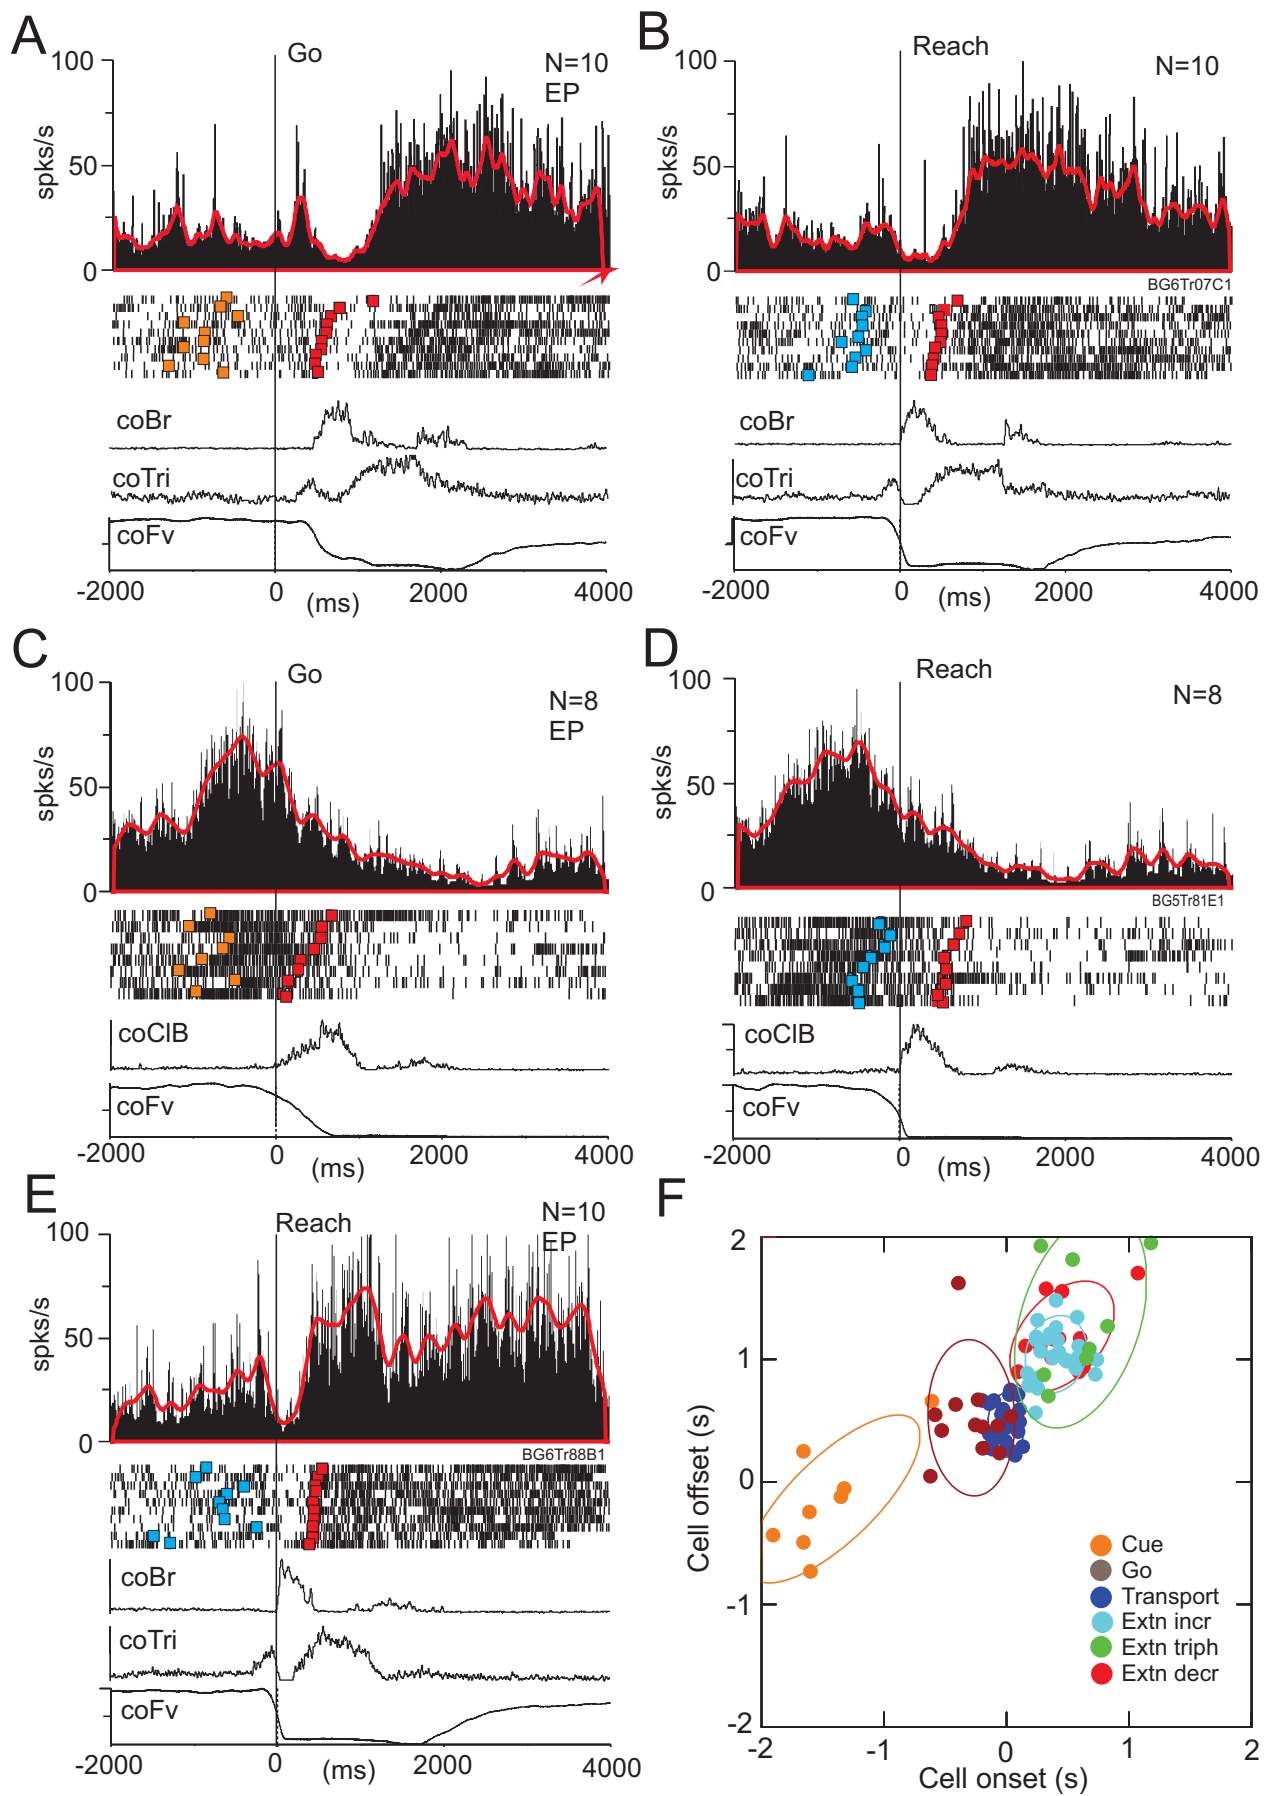 A
Go
N=10
EP
100
50
0
spks/s
coBr
coTri
coFv
-2000
0
(ms)
2000
4000
B
Reach
N=10
100
50
0
spks/s
BG6Tr07C1
coBr
coTri
coFv
-2000
0
(ms)
2000
4000
C
Go
N=8
EP
100
50
0
spks/s
coClB
coFv
-2000
0
(ms)
2000
4000
D
Reach
N=8
100
50
0
spks/s
BG5Tr81E1
coClB
coFv
-2000
0
(ms)
2000
4000
E
Reach
N=10
EP
100
50
0
spks/s
BG6Tr88B1
coBr
coTri
coFv
-2000
0
(ms)
2000
4000
F
2
1
0
-1
-2
Cell offset (s)
Cue
Go
Transport
Extn incr
Extn triph
Extn decr
-2
-1
0
1
2
Cell onset (s)